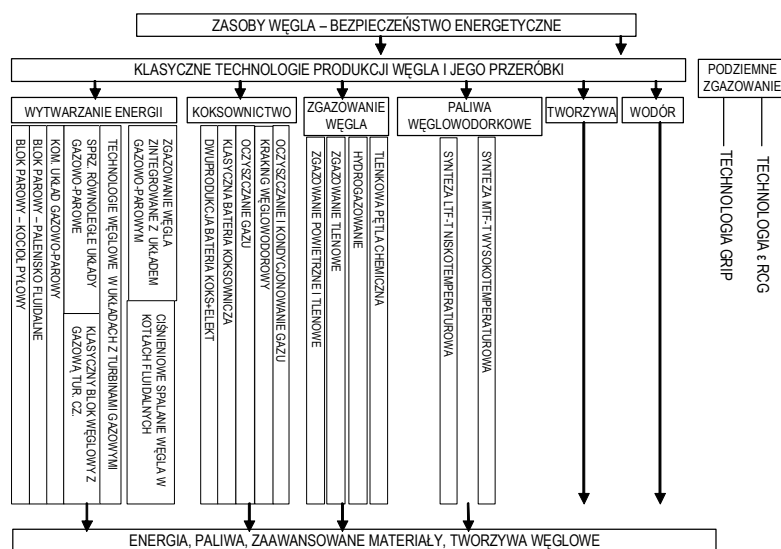 ZASOBY WĘGLA – BEZPIECZEŃSTWO ENERGETYCZNE
KLASYCZNE TECHNOLOGIE PRODUKCJI WĘGLA I JEGO PRZERÓBKI
PODZIEMNE
ZGAZOWANIE
WYTWARZANIE ENERGII
KOKSOWNICTWO
ZGAZOWANIE
WĘGLA
PALIWA
WĘGLOWODORKOWE
TWORZYWA
WODÓR
BLOK PAROWY – KOCIOŁ PYŁOWY
BLOK PAROWY – PALENISKO FLUIDALNE
KOM. UKŁAD GAZOWO-PAROWY
SPRZ. RÓWNOLEGŁE UKŁADY
GAZOWO-PAROWE
KLASYCZNY BLOK WĘGLOWY Z
GAZOWĄ TUR. CZ.
TECHNOLOGIE WĘGLOWE W UKŁADACH Z TURBINAMI GAZOWYMI
ZGAZOWANIE WĘGLA
ZINTEGROWANE Z UKŁADEM
GAZOWO-PAROWYM
CIŚNIENIOWE SPALANIE WĘGLA W
KOTŁACH FLUIDALNYCH
DWUPRODUKCJA BATERIA KOKS+ELEKT
KLASYCZNA BATERIA KOKSOWNICZA
OCZYSZCZANIE GAZU
KRAKING WĘGLOWODOROWY
OCZYSZCZANIE I KONDYCJONOWANIE GAZU
ZGAZOWANIE POWIETRZNE I TLENOWE
ZGAZOWANIE TLENOWE
HYDROGAZOWANIE
TLENKOWA PĘTLA CHEMICZNA
SYNTEZA LTF-T NISKOTEMPERATUROWA
SYNTEZA MTF-T WYSOKOTEMPERATUROWA
TECHNOLOGIA GRIP
TECHNOLOGIA ε RCG
ENERGIA, PALIWA, ZAAWANSOWANE MATERIAŁY, TWORZYWA WĘGLOWE